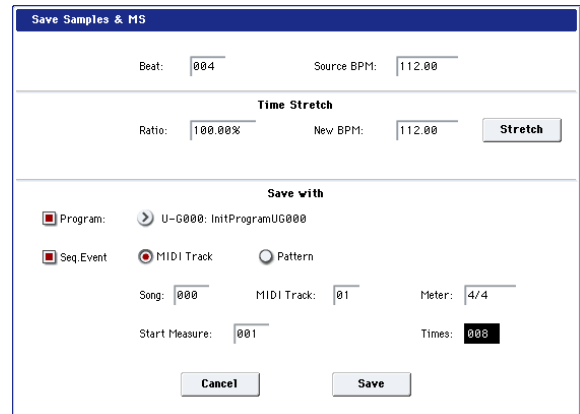 Save Samples & MS
Beat: 004 Source BPM: 112.00
Time Stretch
Ratio: 100.00% New BPM: 112.00 Stretch
Save with
Program: U-G000: InitProgramUG000
Seq.Event MIDI Track Pattern
Song: 000 MIDI Track: 01 Meter: 4/4
Start Measure: 001 Times: 008
Cancel Save